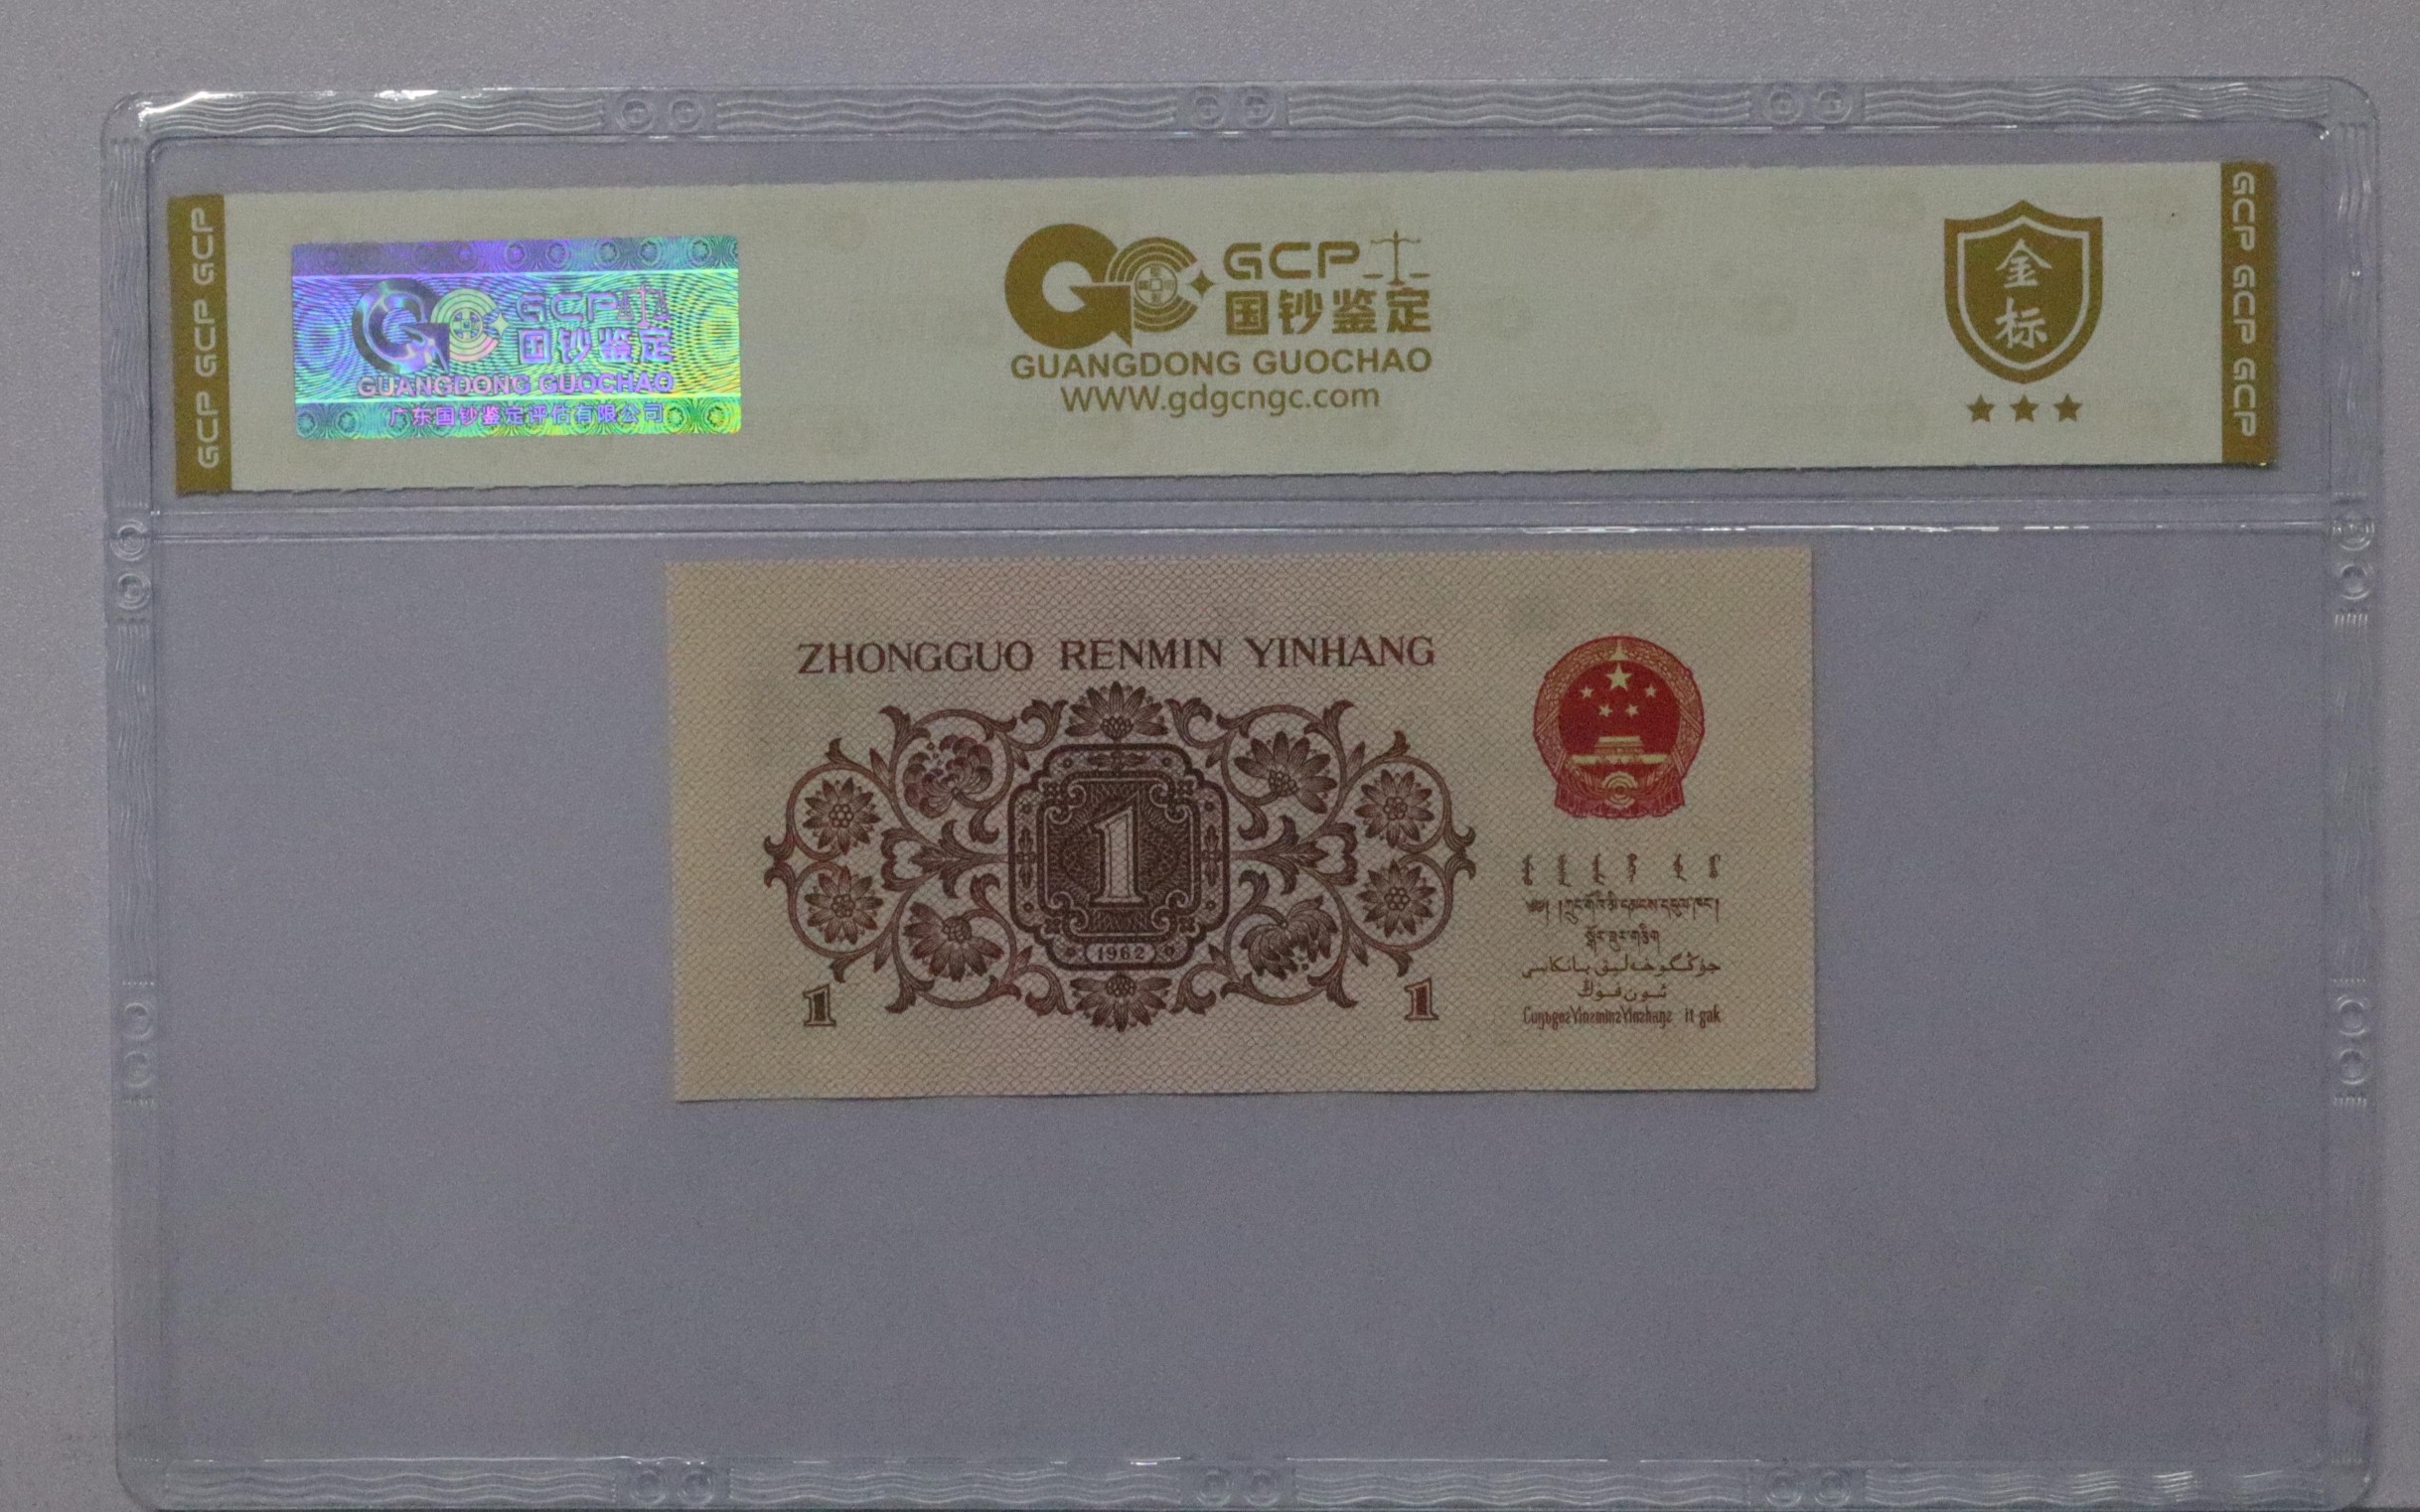 GCP GCP GCP
GCP
国钞鉴定
GUANGDONG GUOCHAO
广东国钞鉴定评估有限公司
GCP
国钞鉴定
GUANGDONG GUOCHAO
WWW.gdgcngc.com
金
标
GCP GCP GCP
ZHONGGUO RENMIN YINHANG
1
1962
1
1
جۇڭگوخەلىق بانكاسى